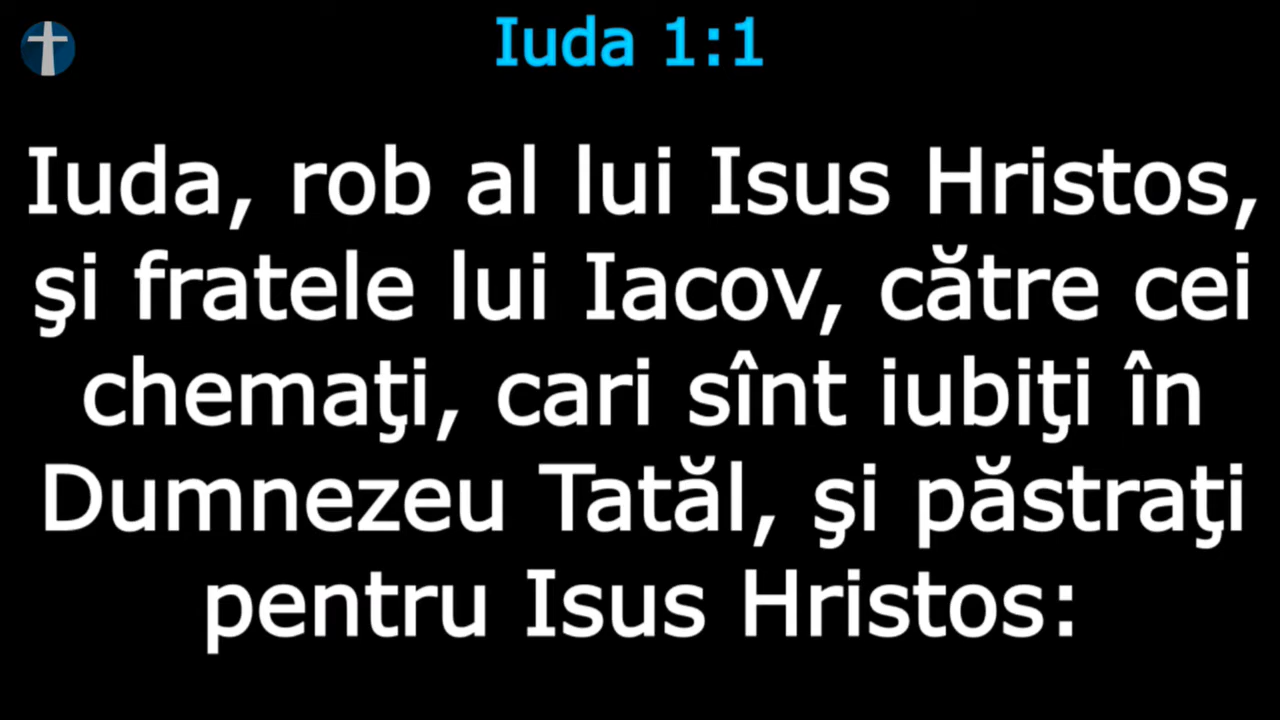 Iuda 1:1
Iuda, rob al lui Isus Hristos,
şi fratele lui Iacov, către cei
chemaţi, cari sînt iubiţi în
Dumnezeu Tatăl, şi păstraţi
pentru Isus Hristos: